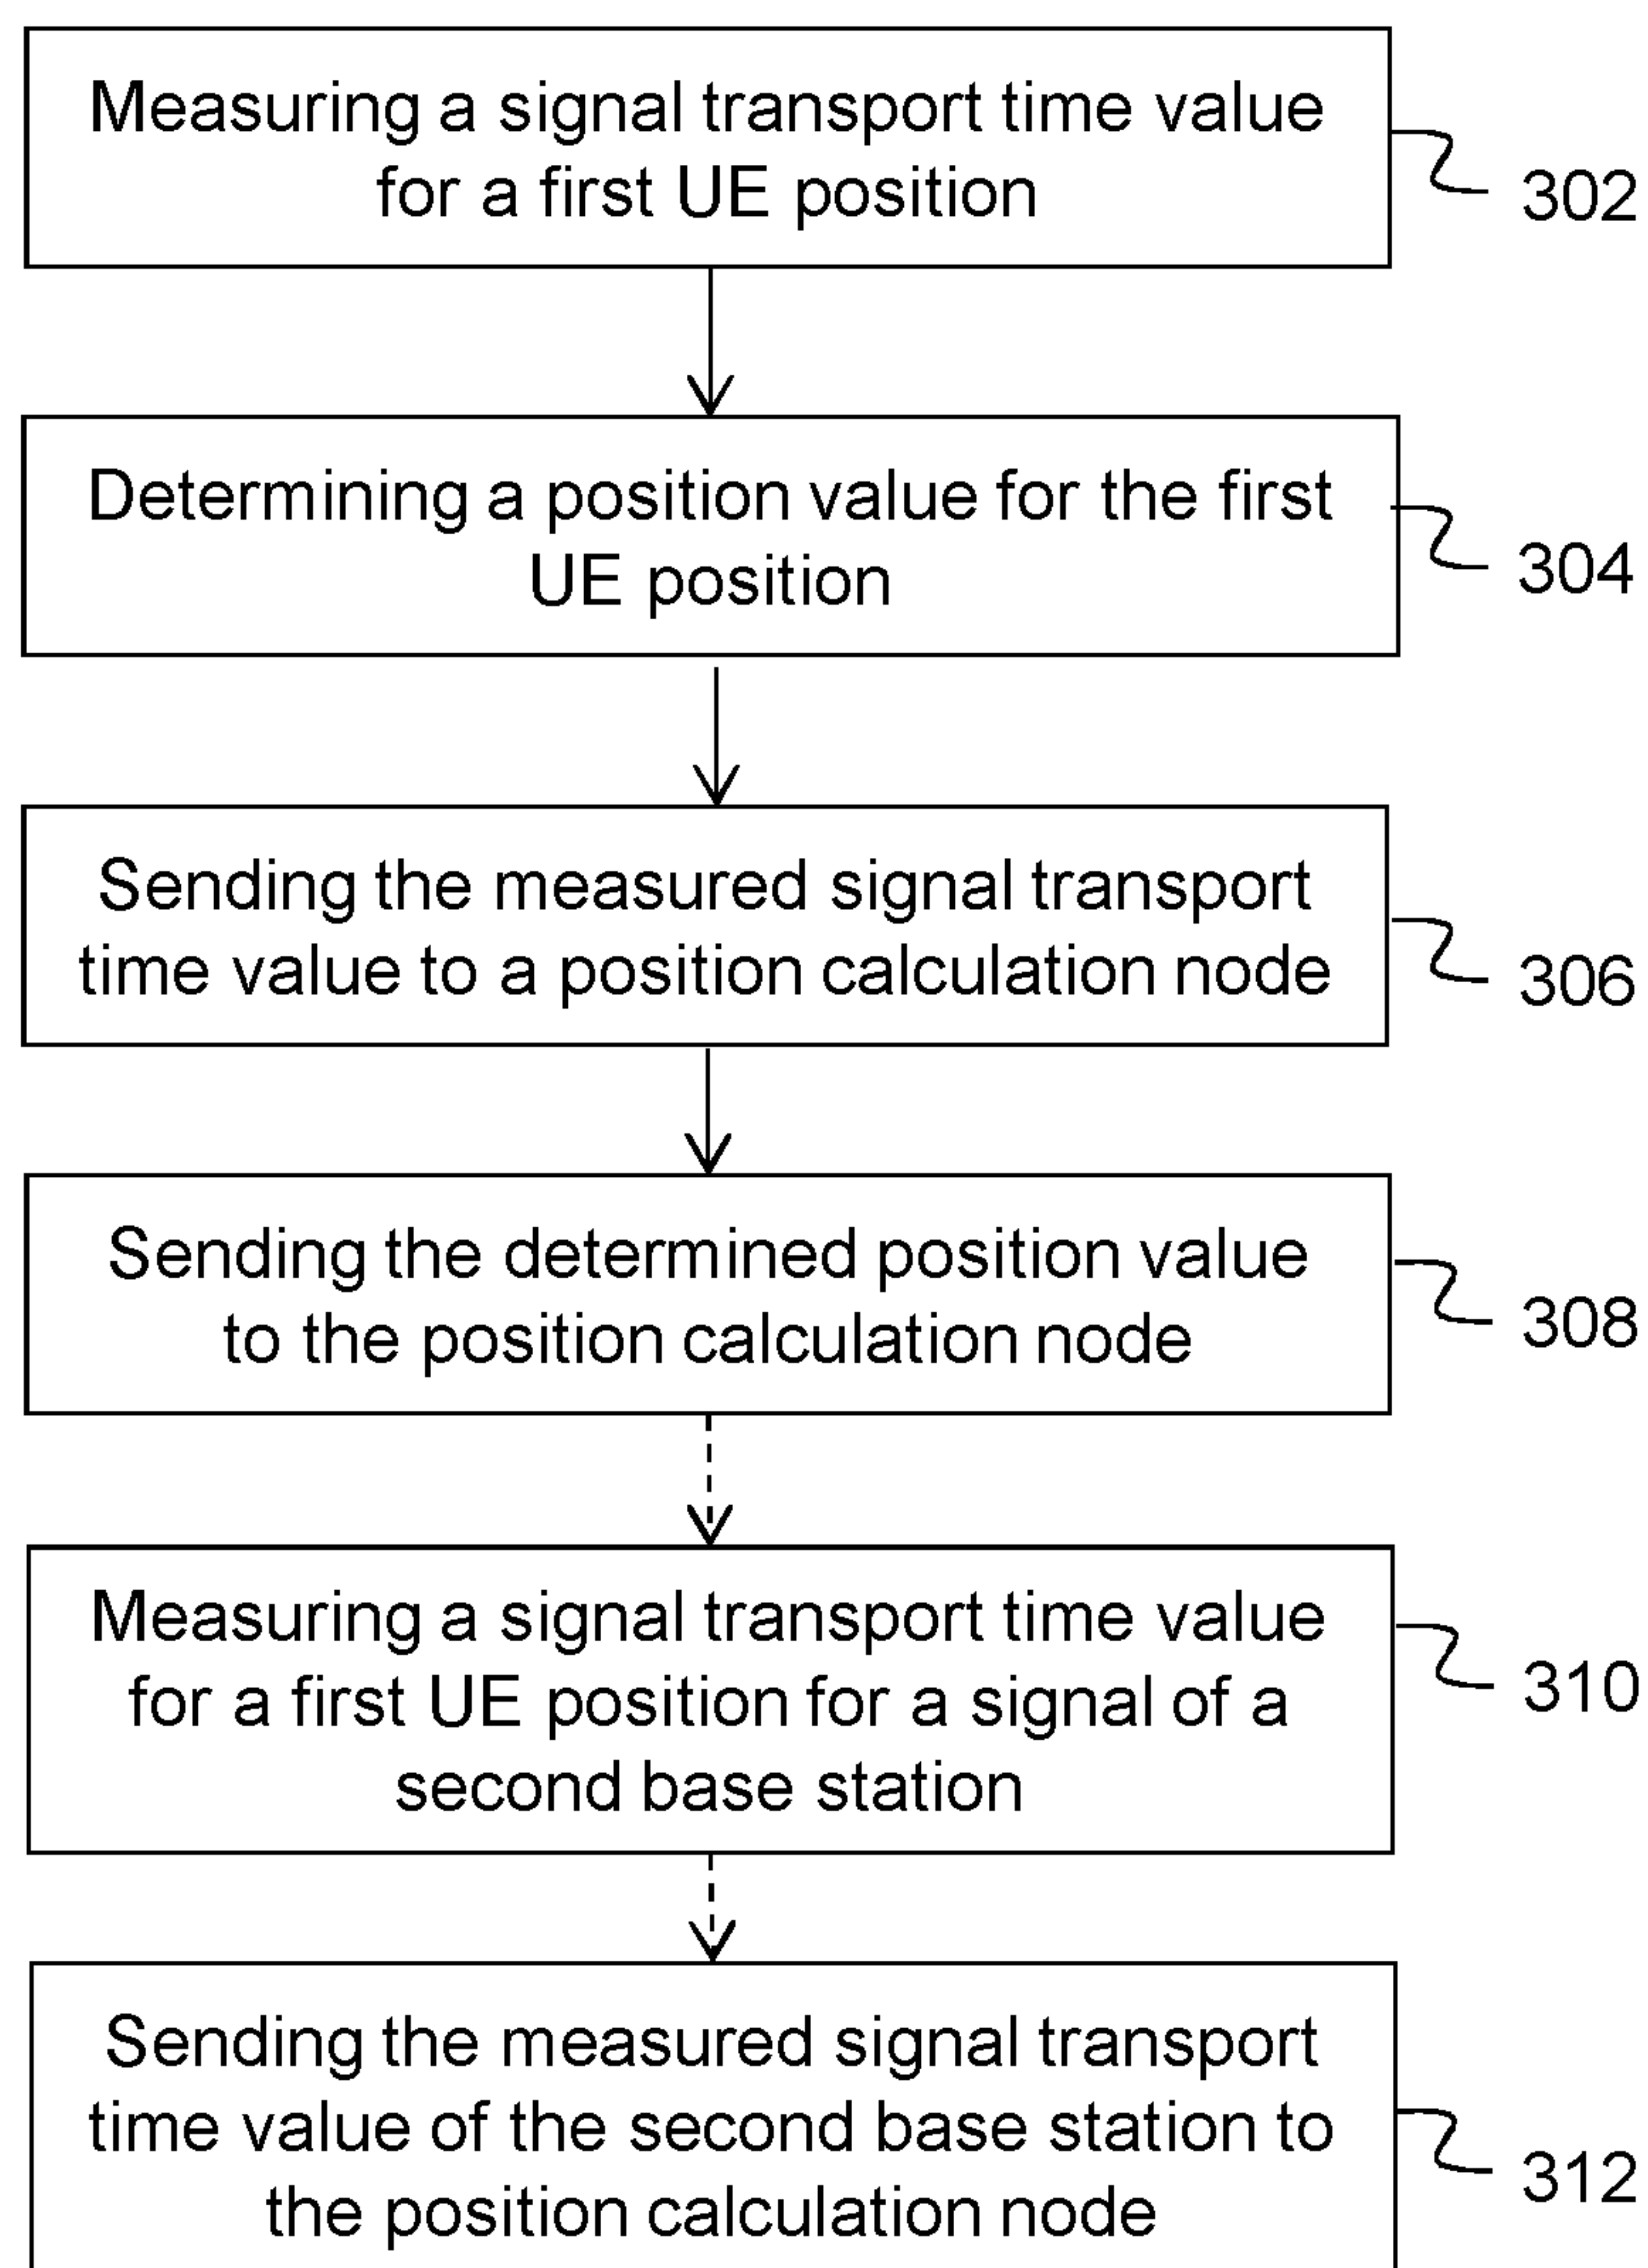 Measuring a signal transport time value
for a first UE position
302
Determining a position value for the first
UE position
304
Sending the measured signal transport
time value to a position calculation node
306
Sending the determined position value
to the position calculation node
308
Measuring a signal transport time value
for a first UE position for a signal of a
second base station
310
Sending the measured signal transport
time value of the second base station to
the position calculation node
312